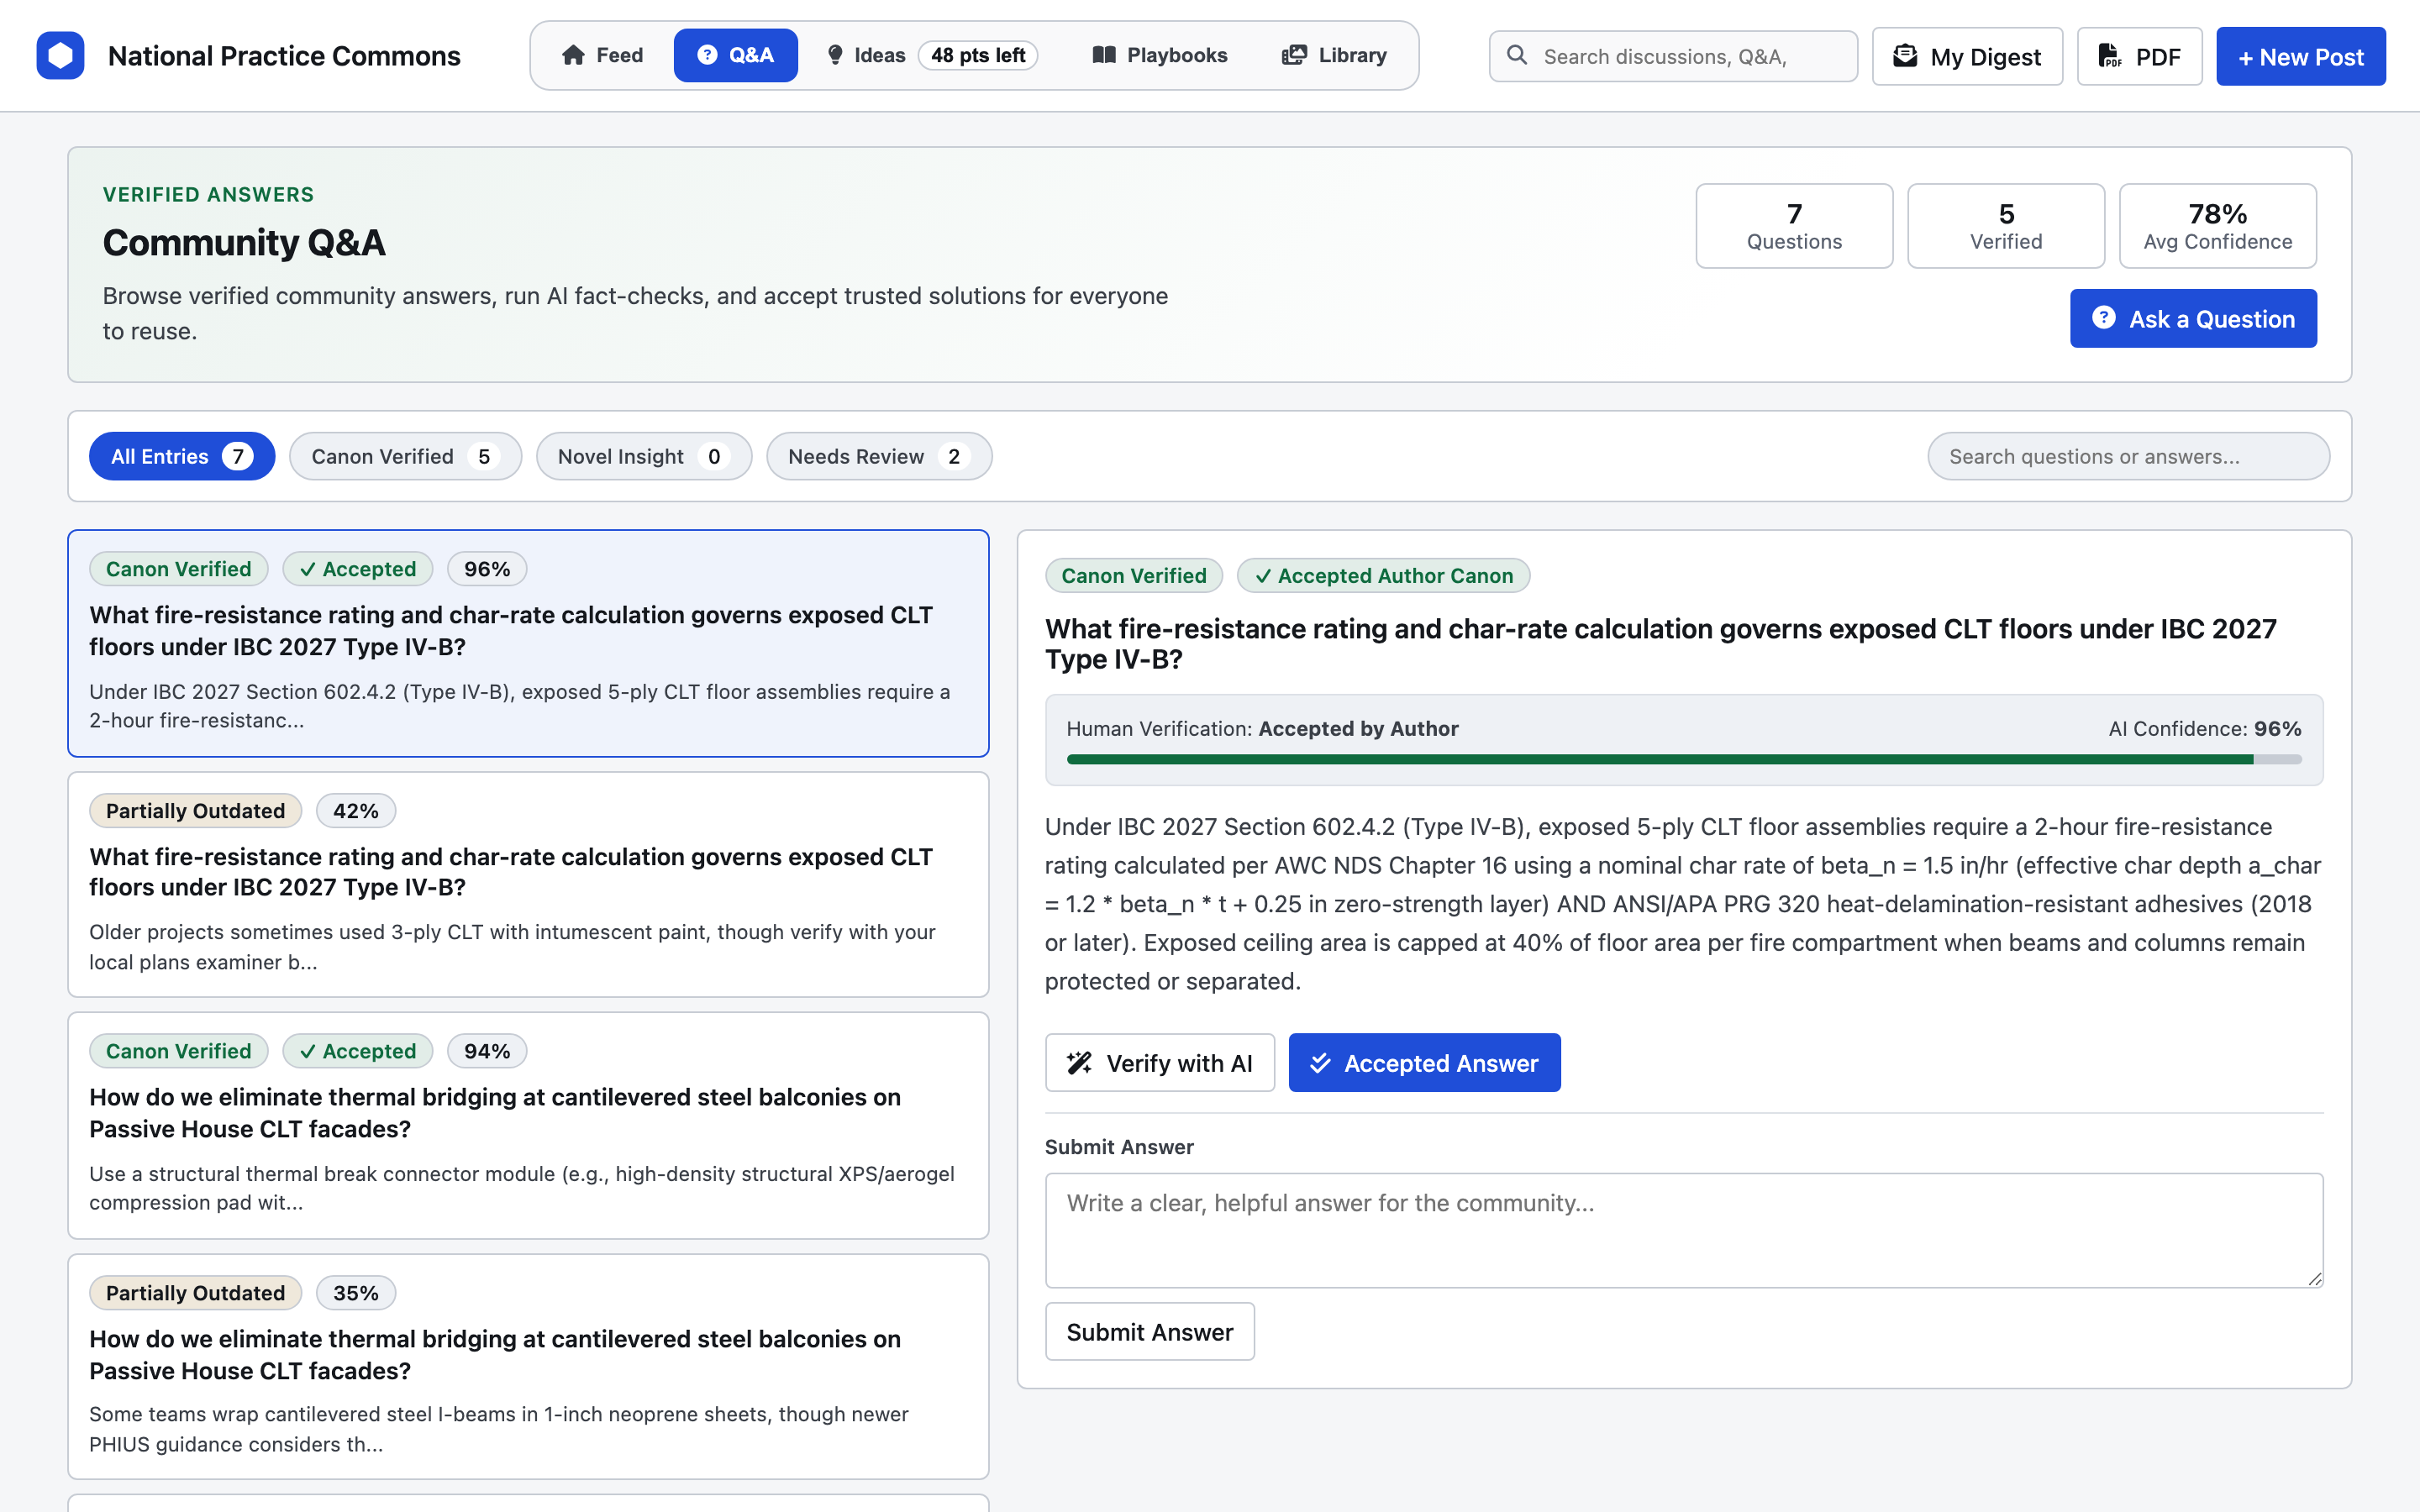 National Practice Commons
Feed
Q&A
Ideas 48 pts left
Playbooks
Library
Search discussions, Q&A,
My Digest
PDF
+ New Post
VERIFIED ANSWERS
Community Q&A
Browse verified community answers, run AI fact-checks, and accept trusted solutions for everyone
to reuse.
7
Questions
5
Verified
78%
Avg Confidence
Ask a Question
All Entries 7
Canon Verified 5
Novel Insight 0
Needs Review 2
Search questions or answers...
Canon Verified ✓ Accepted 96%
What fire-resistance rating and char-rate calculation governs exposed CLT
floors under IBC 2027 Type IV-B?
Under IBC 2027 Section 602.4.2 (Type IV-B), exposed 5-ply CLT floor assemblies require a
2-hour fire-resistanc...
Partially Outdated 42%
What fire-resistance rating and char-rate calculation governs exposed CLT
floors under IBC 2027 Type IV-B?
Older projects sometimes used 3-ply CLT with intumescent paint, though verify with your
local plans examiner b...
Canon Verified ✓ Accepted 94%
How do we eliminate thermal bridging at cantilevered steel balconies on
Passive House CLT facades?
Use a structural thermal break connector module (e.g., high-density structural XPS/aerogel
compression pad wit...
Partially Outdated 35%
How do we eliminate thermal bridging at cantilevered steel balconies on
Passive House CLT facades?
Some teams wrap cantilevered steel I-beams in 1-inch neoprene sheets, though newer
PHIUS guidance considers th...
Canon Verified ✓ Accepted Author Canon
What fire-resistance rating and char-rate calculation governs exposed CLT floors under IBC 2027
Type IV-B?
Human Verification: Accepted by Author
AI Confidence: 96%
Under IBC 2027 Section 602.4.2 (Type IV-B), exposed 5-ply CLT floor assemblies require a 2-hour fire-resistance
rating calculated per AWC NDS Chapter 16 using a nominal char rate of beta_n = 1.5 in/hr (effective char depth a_char
= 1.2 * beta_n * t + 0.25 in zero-strength layer) AND ANSI/APA PRG 320 heat-delamination-resistant adhesives (2018
or later). Exposed ceiling area is capped at 40% of floor area per fire compartment when beams and columns remain
protected or separated.
Verify with AI
Accepted Answer
Submit Answer
Write a clear, helpful answer for the community...
Submit Answer